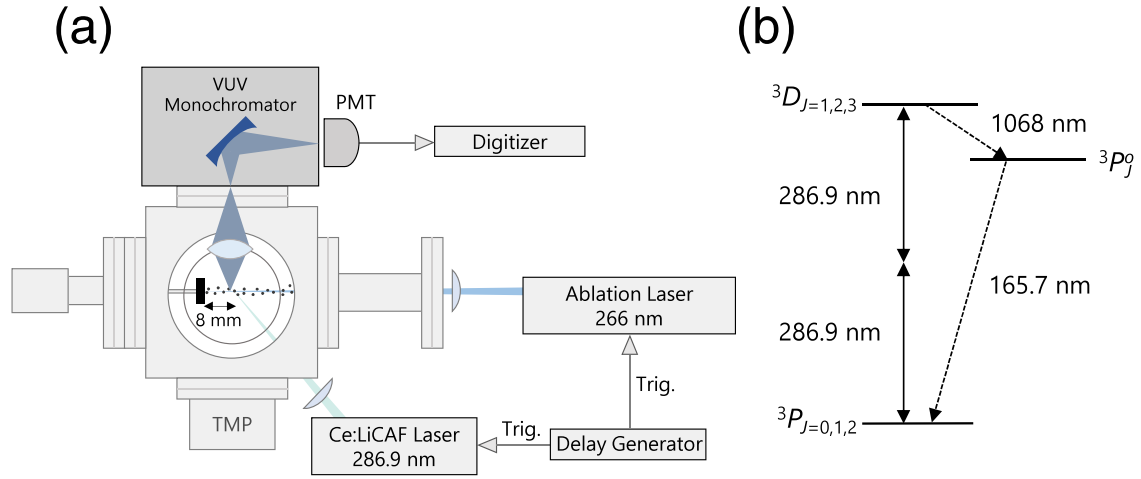 (a)
VUV
Monochromator
PMT
Digitizer
8 mm
Ablation Laser
266 nm
Trig.
TMP
Ce:LiCAF Laser
286.9 nm
Trig.
Delay Generator
(b)
³D_J=1,2,3
1068 nm
³P^o_J
286.9 nm
165.7 nm
286.9 nm
³P_J=0,1,2